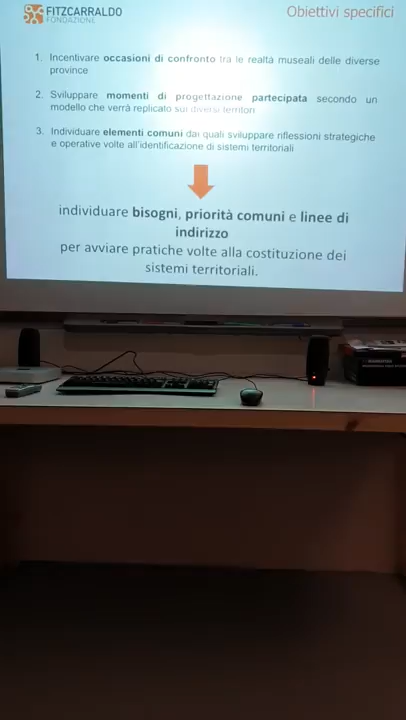 FITZCARRALDO
FONDAZIONE
Obiettivi specifici
1. Incentivare occasioni di confronto tra le realtà museali delle diverse
province
2. Sviluppare momenti di progettazione partecipata secondo un
modello che verrà replicato sui diversi territori
3. Individuare elementi comuni dai quali sviluppare riflessioni strategiche
e operative volte all'identificazione di sistemi territoriali
individuare bisogni, priorità comuni e linee di
indirizzo
per avviare pratiche volte alla costituzione dei
sistemi territoriali.